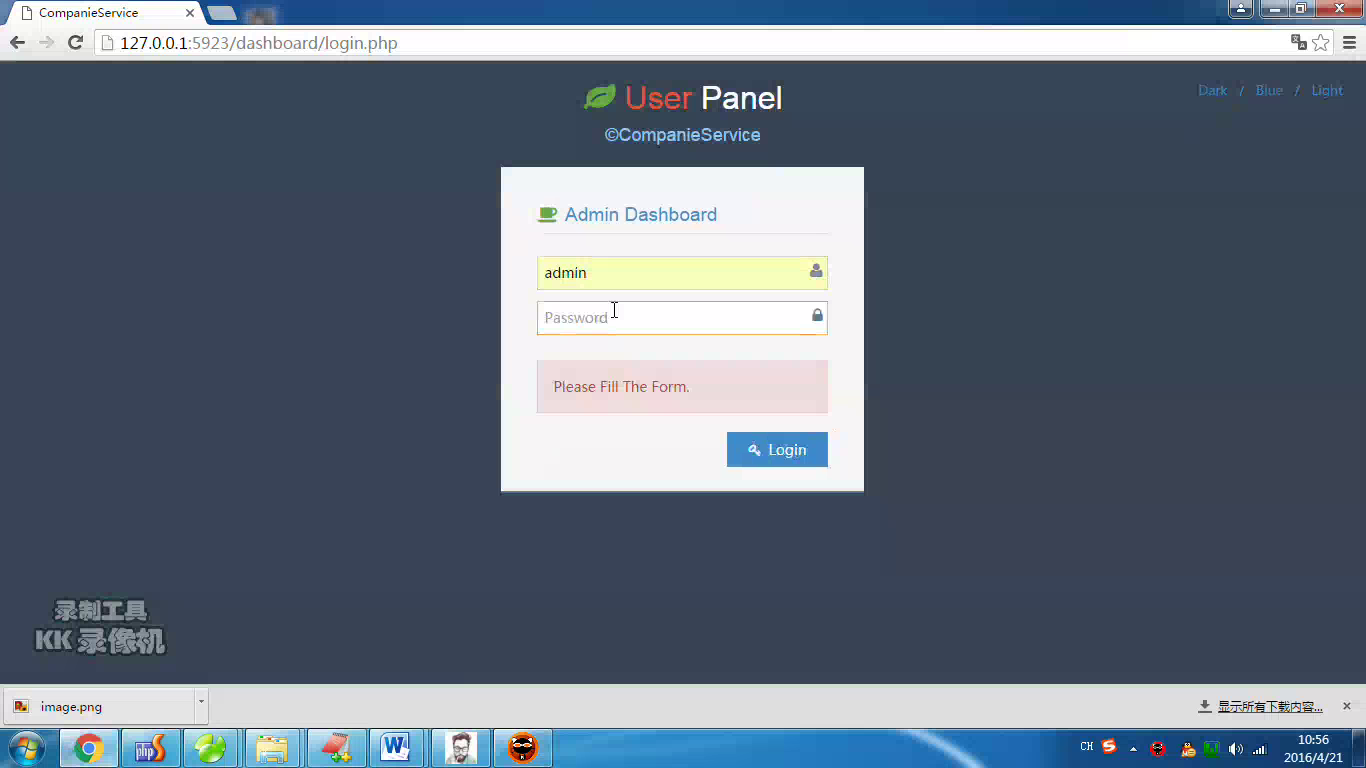 CompanieService
127.0.0.1:5923/dashboard/login.php
User Panel
©CompanieService
Dark / Blue / Light
Admin Dashboard
admin
Password
Please Fill The Form.
Login
录制工具
KK 录像机
image.png
显示所有下载内容...
php
W
CH
10:56
2016/4/21